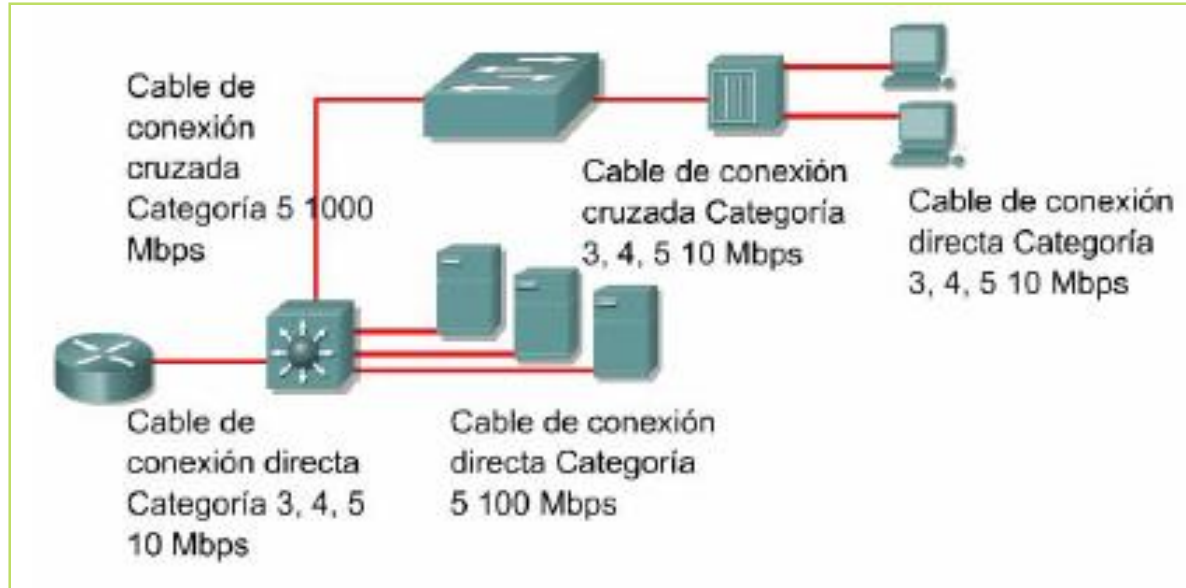 Cable de
conexión
cruzada
Categoría 5 1000
Mbps
Cable de conexión
cruzada Categoría
3, 4, 5 10 Mbps
Cable de conexión
directa Categoría
3, 4, 5 10 Mbps
Cable de
conexión directa
Categoría 3, 4, 5
10 Mbps
Cable de conexión
directa Categoría
5 100 Mbps